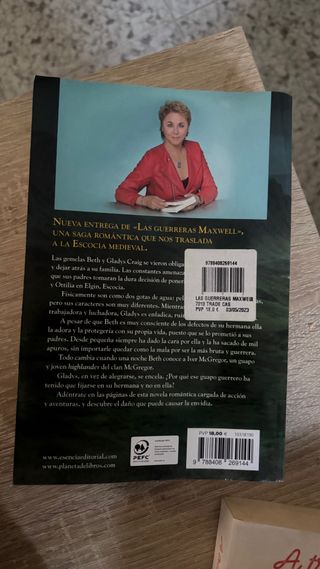 Nueva entrega de «Las guerreras Maxwell»,
una saga romántica que nos traslada
a la Escocia medieval.
Las gemelas Beth y Gladys Craig se vieron obligad
y dejar atrás a su familia. Las constantes amenaza
que sus padres tomaran la dura decisión de ponerl
y Ottilia en Elgin, Escocia.
Físicamente son como dos gotas de agua: pel
pero sus caracteres son muy diferentes. Mientra
trabajadora y luchadora, Gladys es enfadica, ruin
A pesar de que Beth es muy consciente de los defectos de su hermana ella
la adora y la protegería con su propia vida, puesto que se lo prometió a sus
padres. Desde pequeña siempre ha dado la cara por ella y la ha sacado de mil
apuros, sin importarle quedar como la mala por ser la más bruta y guerrera.
Todo cambia cuando una noche Beth conoce a Iver McGregor, un guapo
y joven highlander del clan McGregor.
Gladys, en vez de alegrarse, se encela. ¿Por qué ese guapo guerrero ha
tenido que fijarse en su hermana y no en ella?
Adéntrate en las páginas de esta novela romántica cargada de acción
y aventuras, y descubre el daño que puede causar la envidia.
9788408269144
LAS GUERRERAS MAXWELL
7013 TRADE CAS
PVP 18.0 € 03/05/2023
www.esenciaeditorial.com
www.planetadelibros.com
PEFC
PVP 18,00 €
9 788408 269144